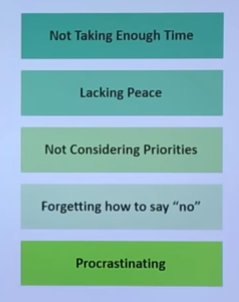 Not Taking Enough Time
Lacking Peace
Not Considering Priorities
Forgetting how to say “no”
Procrastinating